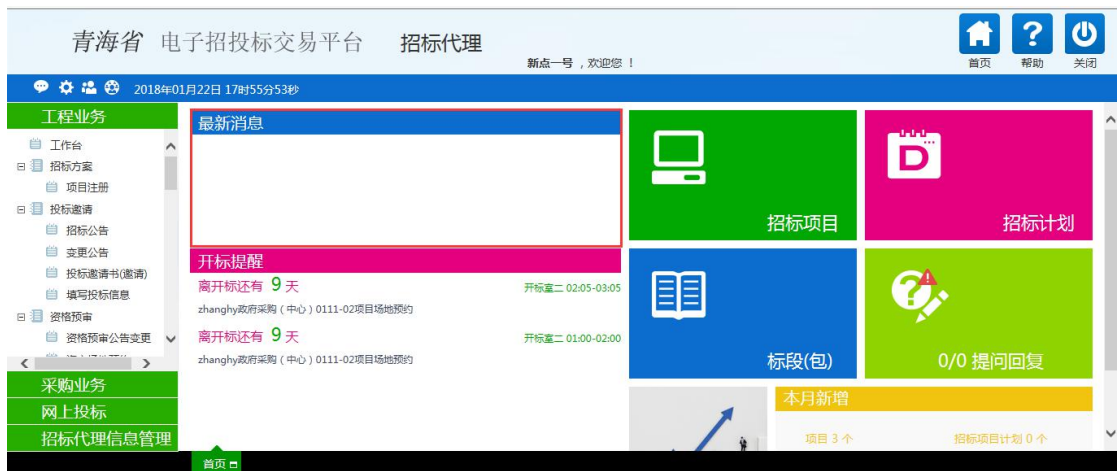 青海省 电子招投标交易平台 招标代理
新点一号，欢迎您！
首页 帮助 关闭
2018年01月22日 17时55分53秒
工程业务
工作台
招标方案
项目注册
投标邀请
招标公告
变更公告
投标邀请书(邀请)
填写投标信息
资格预审
资格预审公告变更
采购业务
网上投标
招标代理信息管理
最新消息
开标提醒
离开标还有 9 天 开标室二 02:05-03:05
zhanghy政府采购（中心）0111-02项目场地预约
离开标还有 9 天 开标室二 01:00-02:00
zhanghy政府采购（中心）0111-02项目场地预约
招标项目
招标计划
标段(包)
0/0 提问回复
本月新增
项目 3 个 招标项目计划 0 个
首页